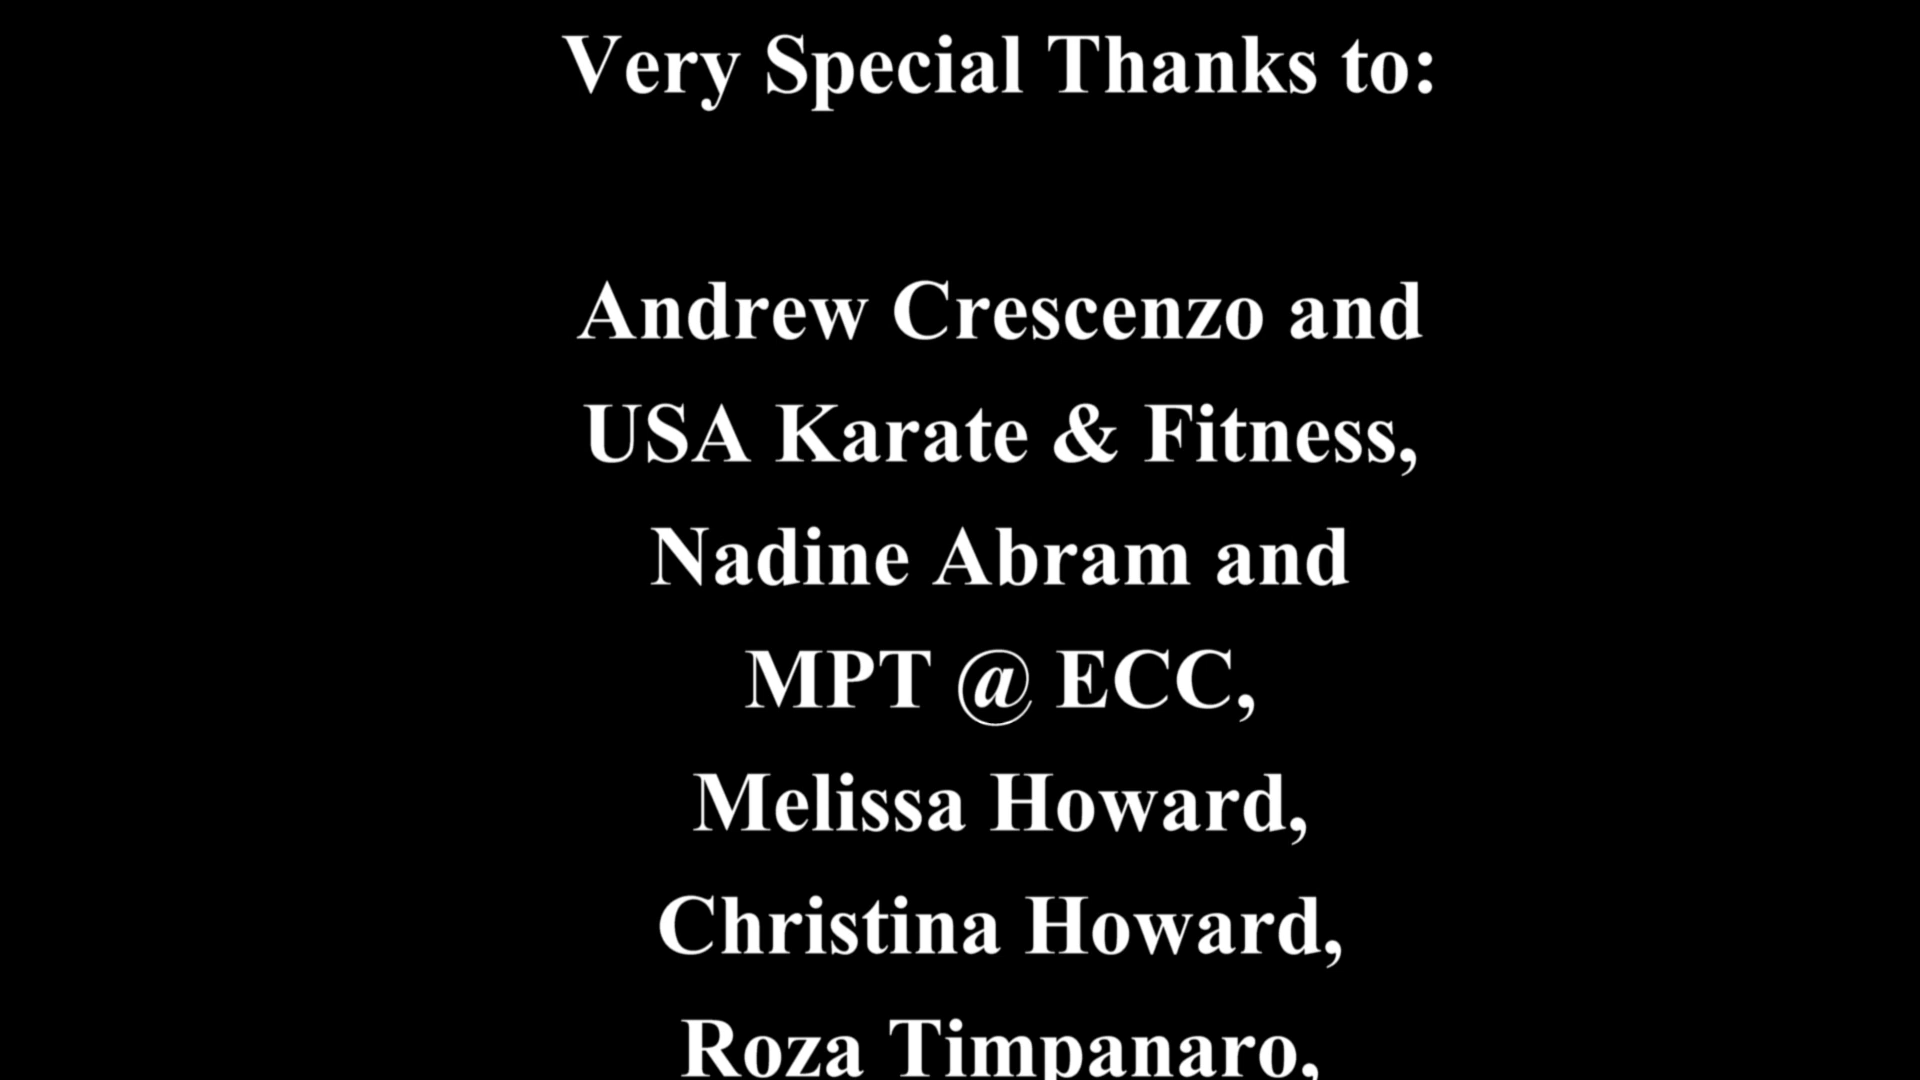 Very Special Thanks to:
Andrew Crescenzo and
USA Karate & Fitness,
Nadine Abram and
MPT @ ECC,
Melissa Howard,
Christina Howard,
Roza Timpanaro,